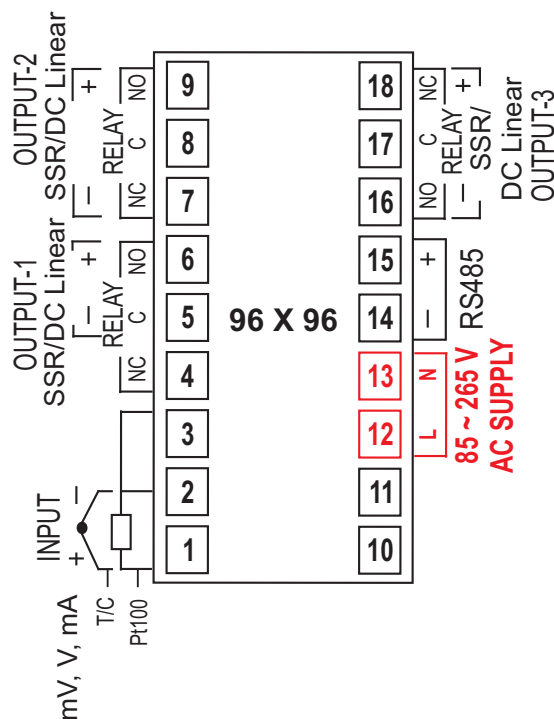 OUTPUT-2
SSR/DC Linear
− +
RELAY
NC C NO
OUTPUT-1
SSR/DC Linear
− +
RELAY
NC C NO
INPUT
+ −
mV, V, mA
T/C
Pt100
9
8
7
6
5
4
3
2
1
96 X 96
18
17
16
15
14
13
12
11
10
NO C NC
RELAY
− +
SSR/
DC Linear
OUTPUT-3
− +
RS485
L N
85 ~ 265 V
AC SUPPLY